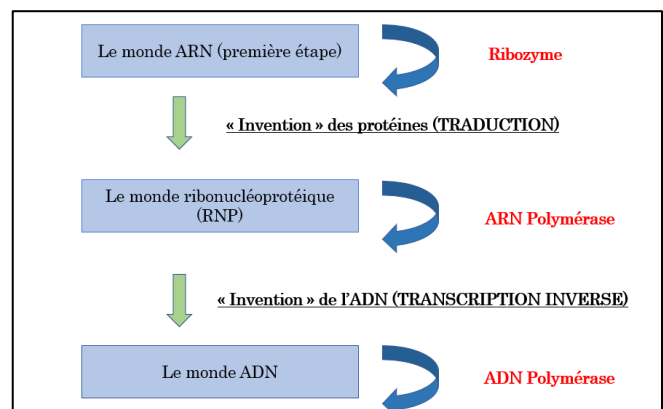 Le monde ARN (première étape)
Ribozyme
« Invention » des protéines (TRADUCTION)
Le monde ribonucléoprotéique
(RNP)
ARN Polymérase
« Invention » de l'ADN (TRANSCRIPTION INVERSE)
Le monde ADN
ADN Polymérase